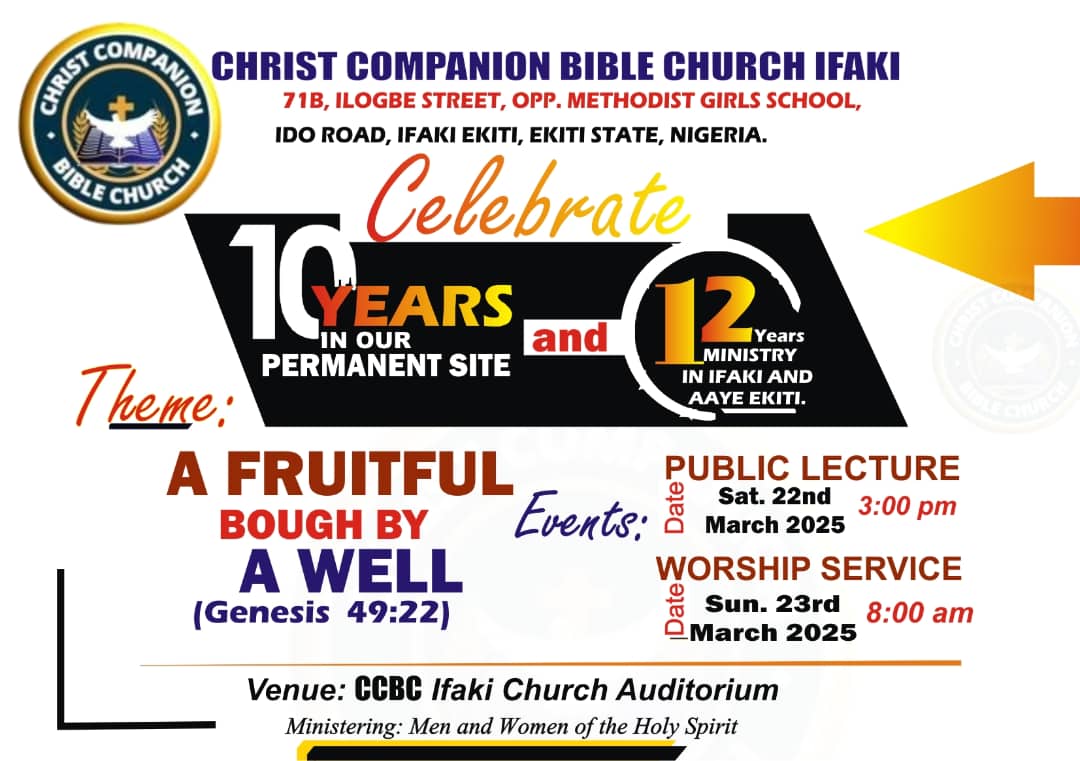 CHRIST COMPANION
BIBLE CHURCH
CHRIST COMPANION BIBLE CHURCH IFAKI
71B, ILOGBE STREET, OPP. METHODIST GIRLS SCHOOL,
IDO ROAD, IFAKI EKITI, EKITI STATE, NIGERIA.
Celebrate
10
YEARS
IN OUR
PERMANENT SITE
and
12
Years
MINISTRY
IN IFAKI AND
AAYE EKITI.
CHRIST COMPANION
BIBLE CHURCH
Theme:
A FRUITFUL
BOUGH BY
A WELL
(Genesis 49:22)
Events:
PUBLIC LECTURE
Date
Sat. 22nd
March 2025
3:00 pm
WORSHIP SERVICE
Date
Sun. 23rd
March 2025
8:00 am
Venue: CCBC Ifaki Church Auditorium
Ministering: Men and Women of the Holy Spirit